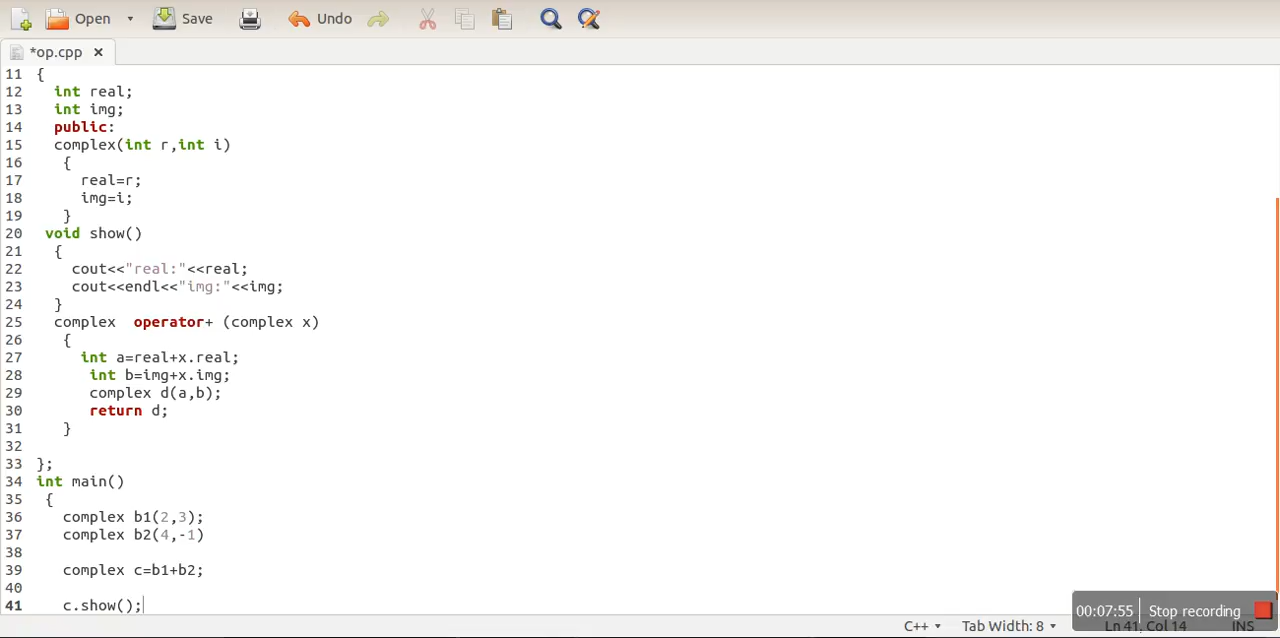 Open Save Undo
*op.cpp ×
11 {
12 int real;
13 int img;
14 public:
15 complex(int r,int i)
16 {
17 real=r;
18 img=i;
19 }
20 void show()
21 {
22 cout<<"real:"<<real;
23 cout<<endl<<"img:"<<img;
24 }
25 complex operator+ (complex x)
26 {
27 int a=real+x.real;
28 int b=img+x.img;
29 complex d(a,b);
30 return d;
31 }
32
33 };
34 int main()
35 {
36 complex b1(2,3);
37 complex b2(4,-1)
38
39 complex c=b1+b2;
40
41 c.show();
00:07:55 Stop recording
C++ Tab Width: 8 Ln 41, Col 14 INS